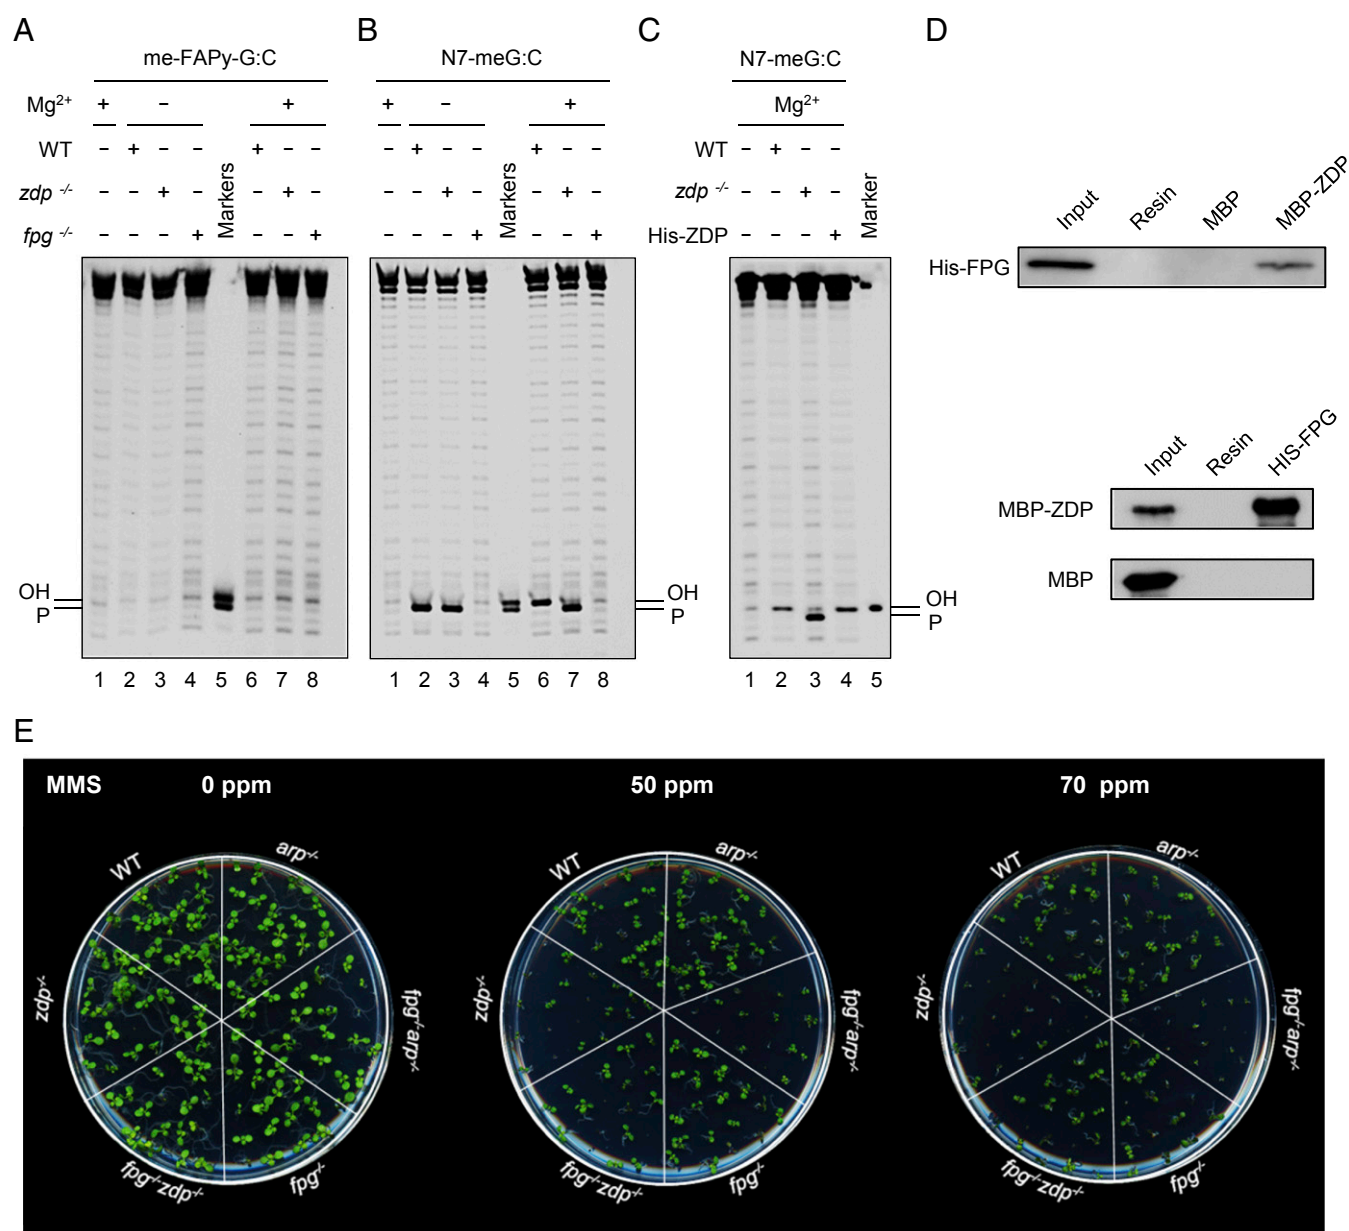 A
me-FAPy-G:C
Mg2+ + − +
WT − + − − − + − −
zdp -/- − − + − Markers − + −
fpg -/- − − − + − − +
OH
P
1 2 3 4 5 6 7 8
B
N7-meG:C
+ − +
− + − − + − −
− − + − Markers − + −
− − − + − − +
OH
P
1 2 3 4 5 6 7 8
C
N7-meG:C
Mg2+
WT − + − −
zdp -/- − − + − Marker
His-ZDP − − − +
OH
P
1 2 3 4 5
D
Input Resin MBP MBP-ZDP
His-FPG
Input Resin HIS-FPG
MBP-ZDP
MBP
E
MMS 0 ppm 50 ppm 70 ppm
WT arp-/-
zdp-/- fpg-/-arp-/-
fpg-/-zdp-/- fpg-/-
WT arp-/-
zdp-/- fpg-/-arp-/-
fpg-/-zdp-/- fpg-/-
WT arp-/-
zdp-/- fpg-/-arp-/-
fpg-/-zdp-/- fpg-/-